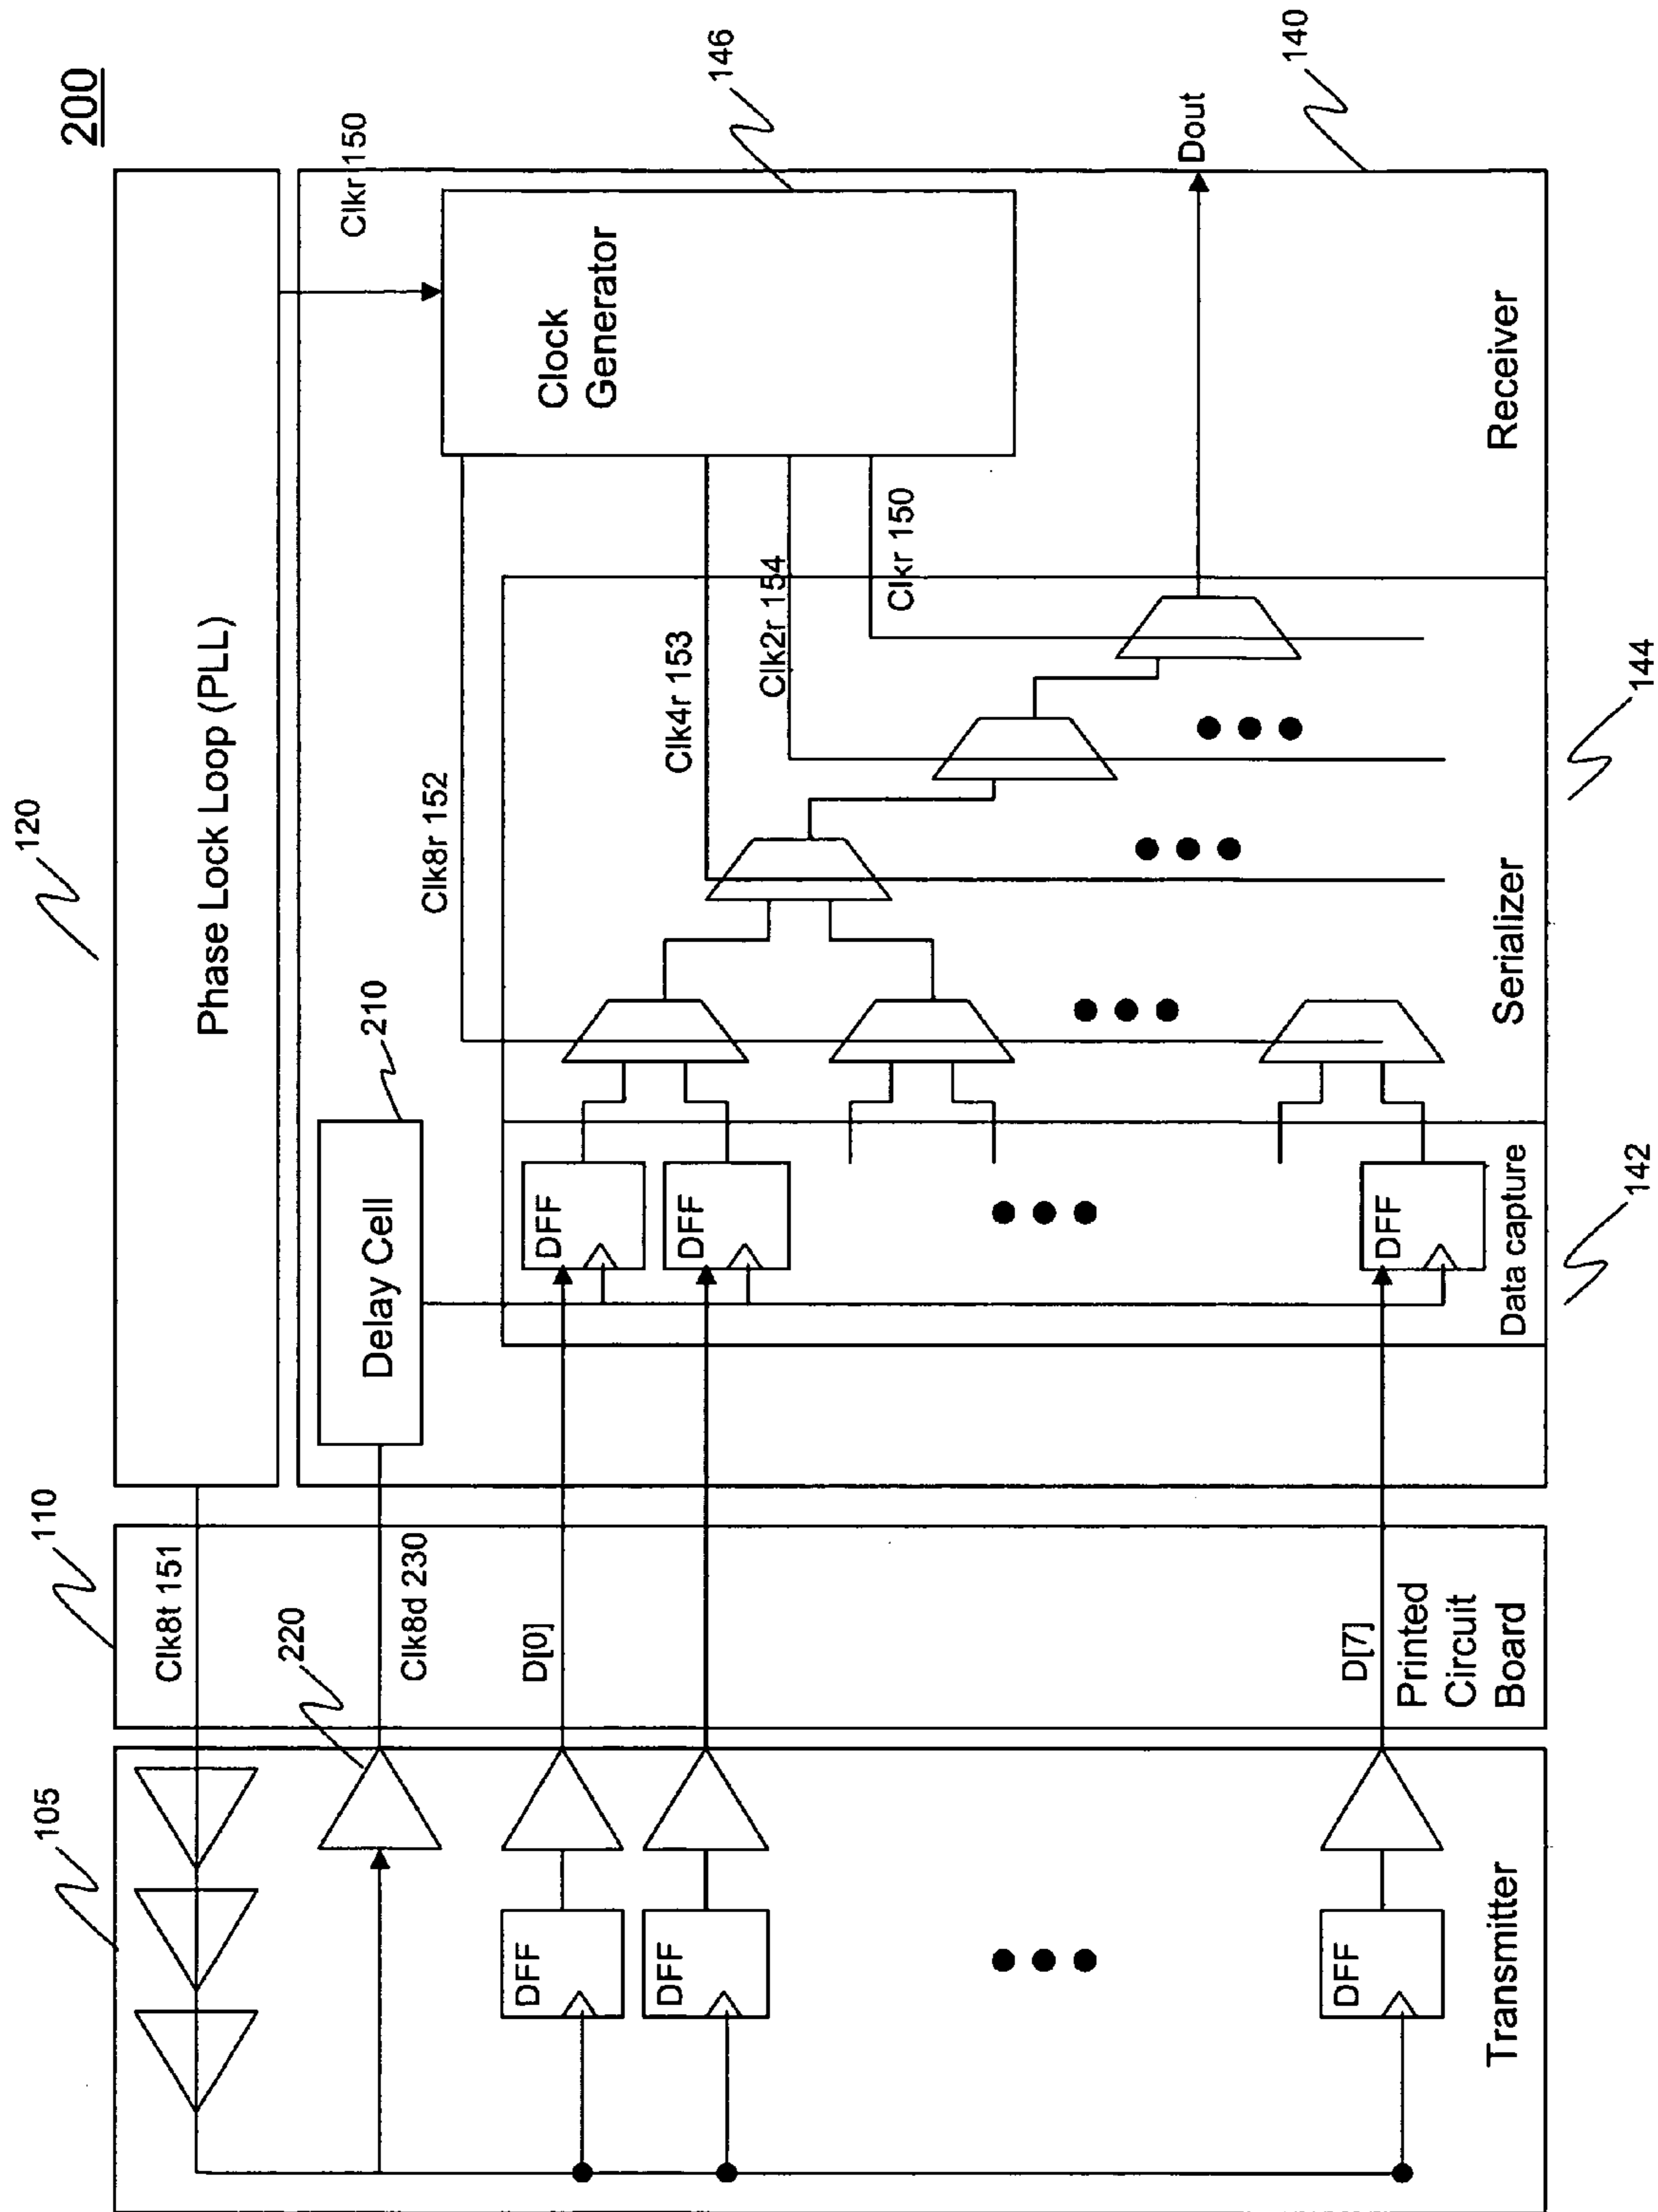 200
120
Phase Lock Loop (PLL)
Clkr 150
146
Clock
Generator
140
Dout
Receiver
Clk8r 152
Clk4r 153
Clk2r 154
Clkr 150
Serializer
144
210
Delay Cell
DFF
DFF
DFF
Data capture
142
110
Clk8t 151
Clk8d 230
D[0]
D[7]
Printed
Circuit
Board
220
105
DFF
DFF
DFF
Transmitter